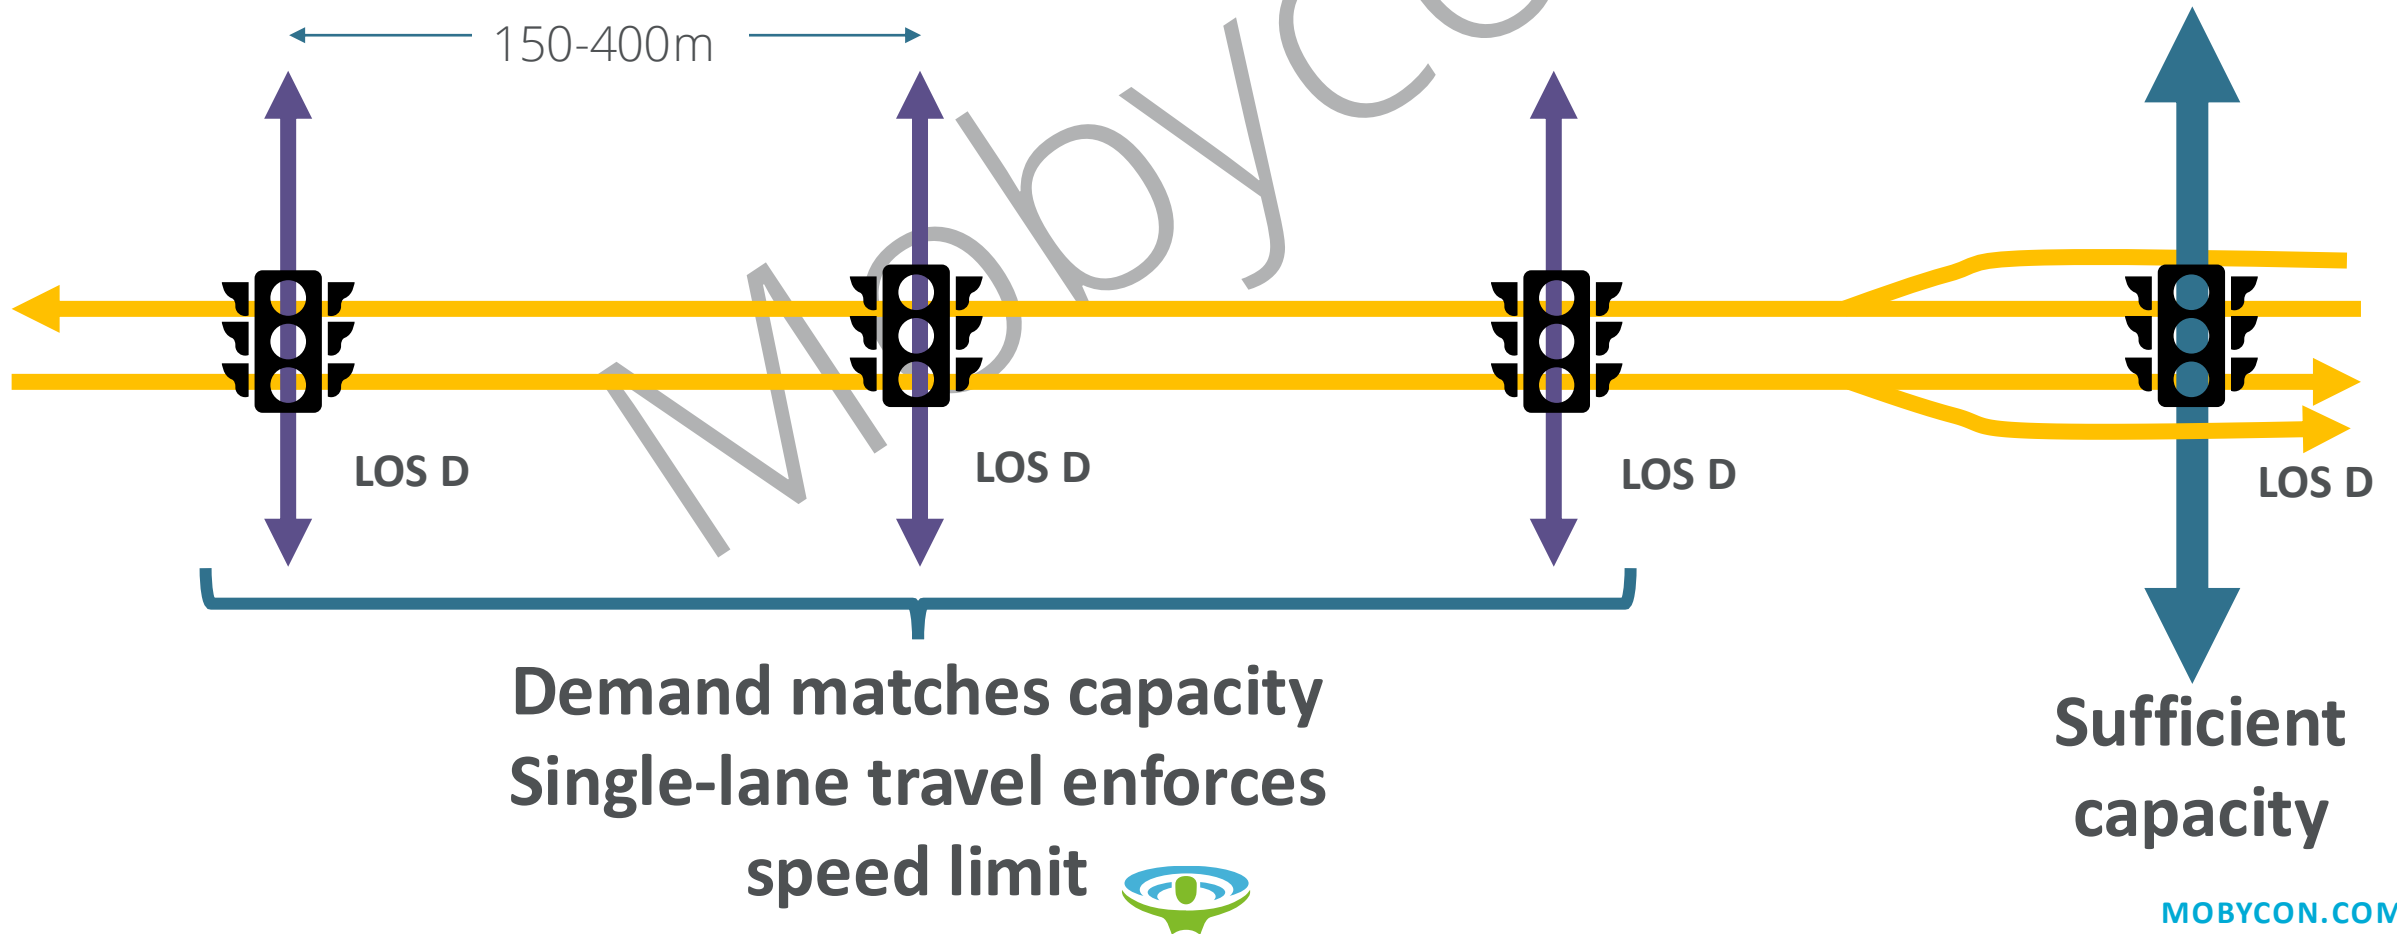 150-400m
LOS D
LOS D
LOS D
LOS D
Demand matches capacity
Single-lane travel enforces
speed limit
Sufficient
capacity
MOBYCON.COM